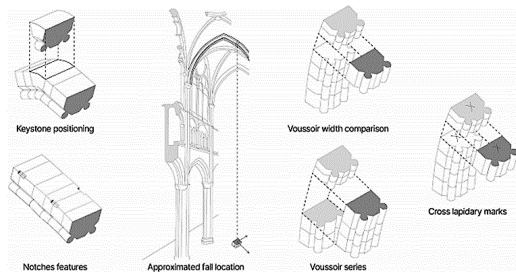 Keystone positioning
Voussoir width comparison
Cross lapidary marks
Notches features
Approximated fall location
Voussoir series